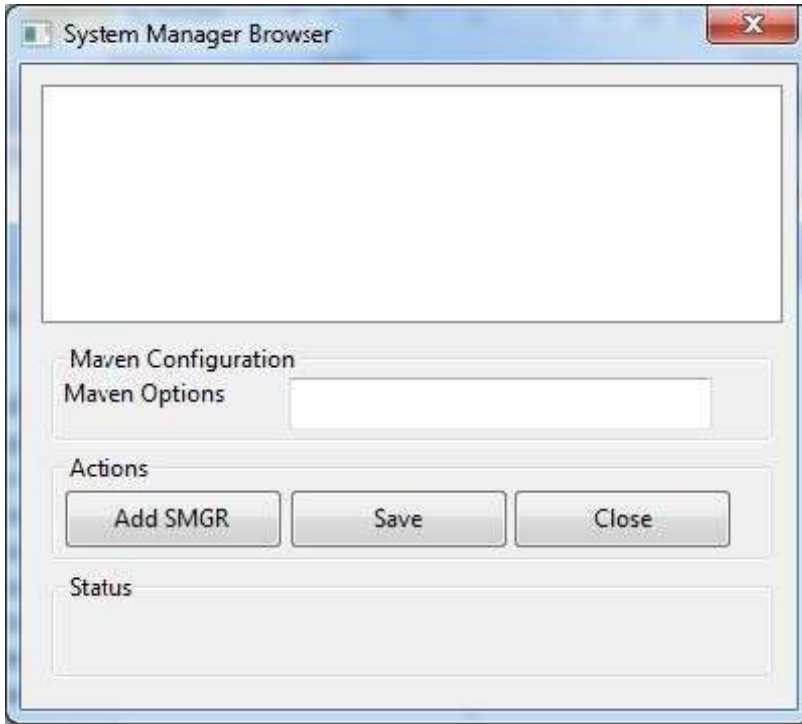 System Manager Browser
Maven Configuration
Maven Options
Actions
Add SMGR Save Close
Status